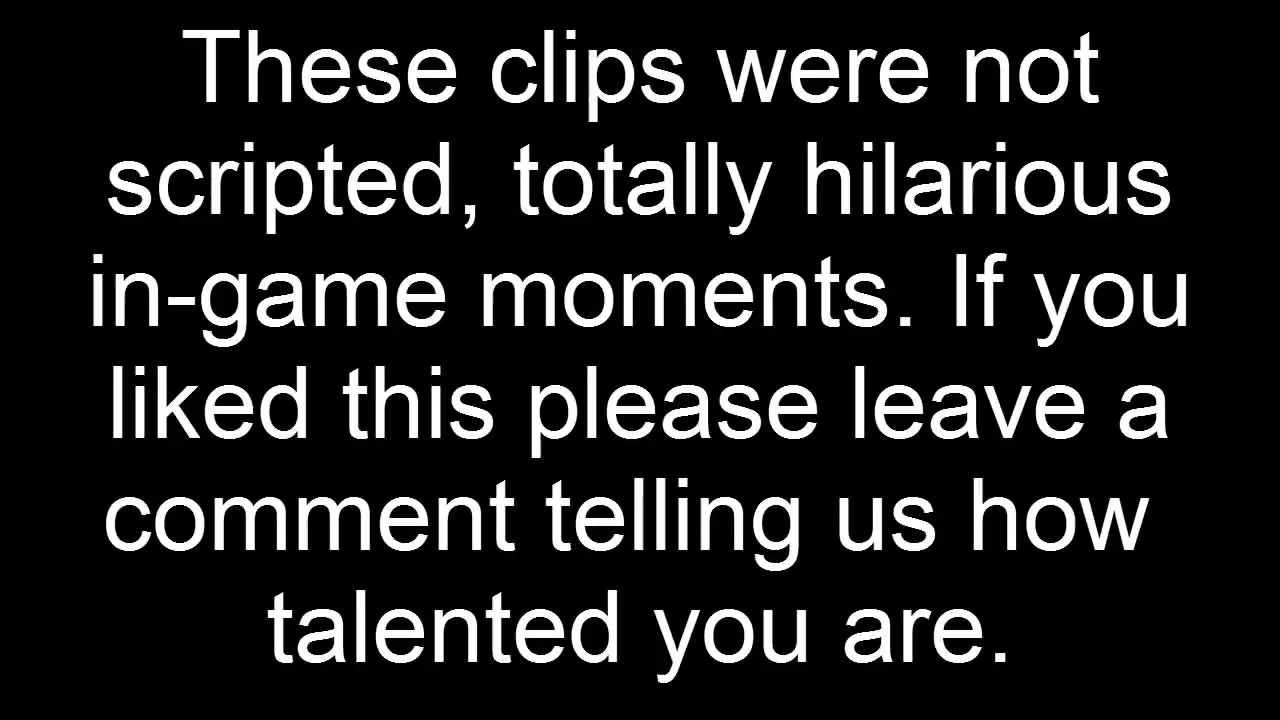 These clips were not
scripted, totally hilarious
in-game moments. If you
liked this please leave a
comment telling us how
talented you are.